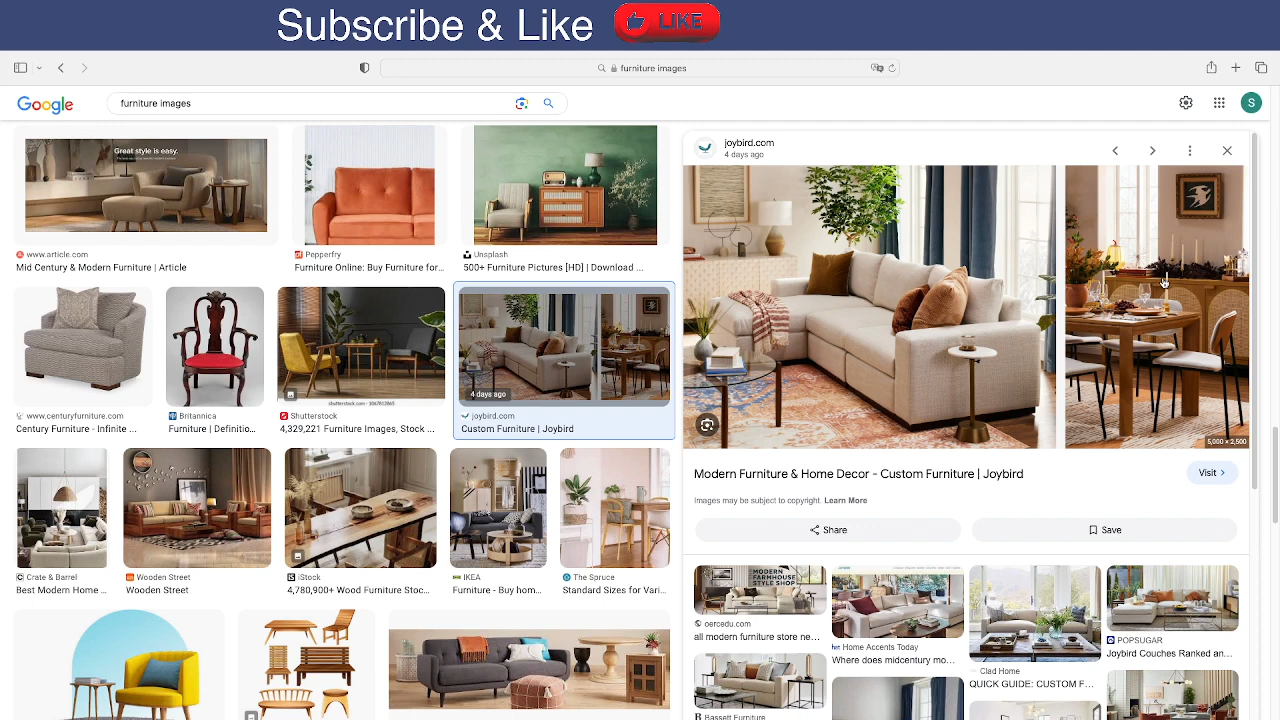 Subscribe & Like LIKE
furniture images
Google furniture images S
joybird.com
4 days ago
Great style is easy.
www.article.com
Mid Century & Modern Furniture | Article
Pepperfry
Furniture Online: Buy Furniture for...
Unsplash
500+ Furniture Pictures [HD] | Download ...
shutterstock.com · 1067812865
4 days ago
www.centuryfurniture.com
Century Furniture - Infinite ...
Britannica
Furniture | Definitio...
Shutterstock
4,329,221 Furniture Images, Stock ...
joybird.com
Custom Furniture | Joybird
5,000 × 2,500
Modern Furniture & Home Decor - Custom Furniture | Joybird
Visit
Images may be subject to copyright. Learn More
Share
Save
Crate & Barrel
Best Modern Home ...
Wooden Street
Wooden Street
iStock
4,780,900+ Wood Furniture Stoc...
IKEA
Furniture - Buy hom...
The Spruce
Standard Sizes for Vari...
MODERN
FARMHOUSE
STYLE SHOP
oercedu.com
all modern furniture store ne...
Home Accents Today
Where does midcentury mo...
Clad Home
QUICK GUIDE: CUSTOM F...
POPSUGAR
Joybird Couches Ranked an...
Bassett Furniture